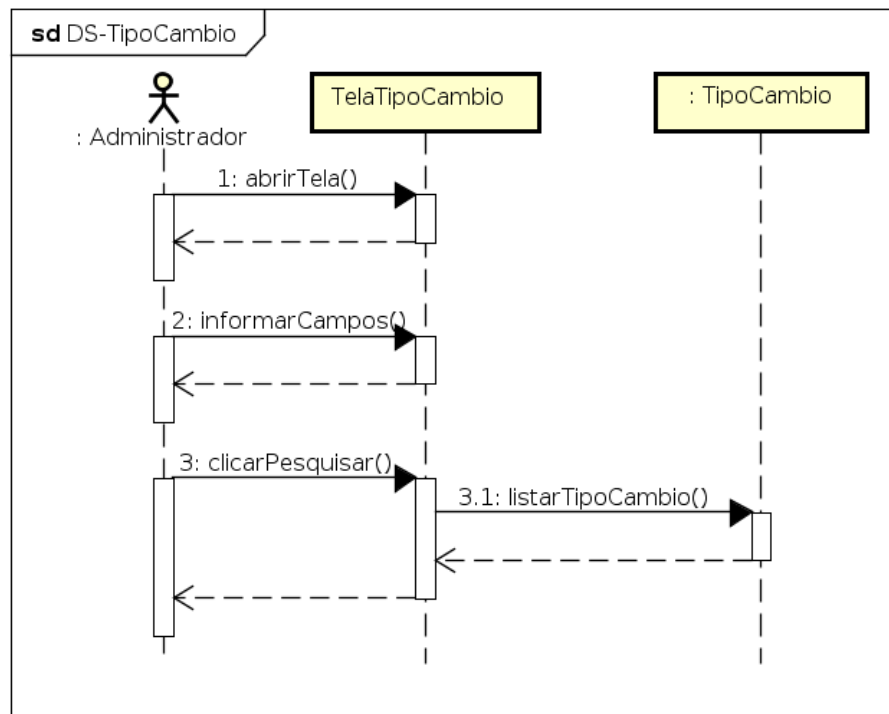 sd DS-TipoCambio
TelaTipoCambio
: TipoCambio
: Administrador
1: abrirTela()
2: informarCampos()
3: clicarPesquisar()
3.1: listarTipoCambio()